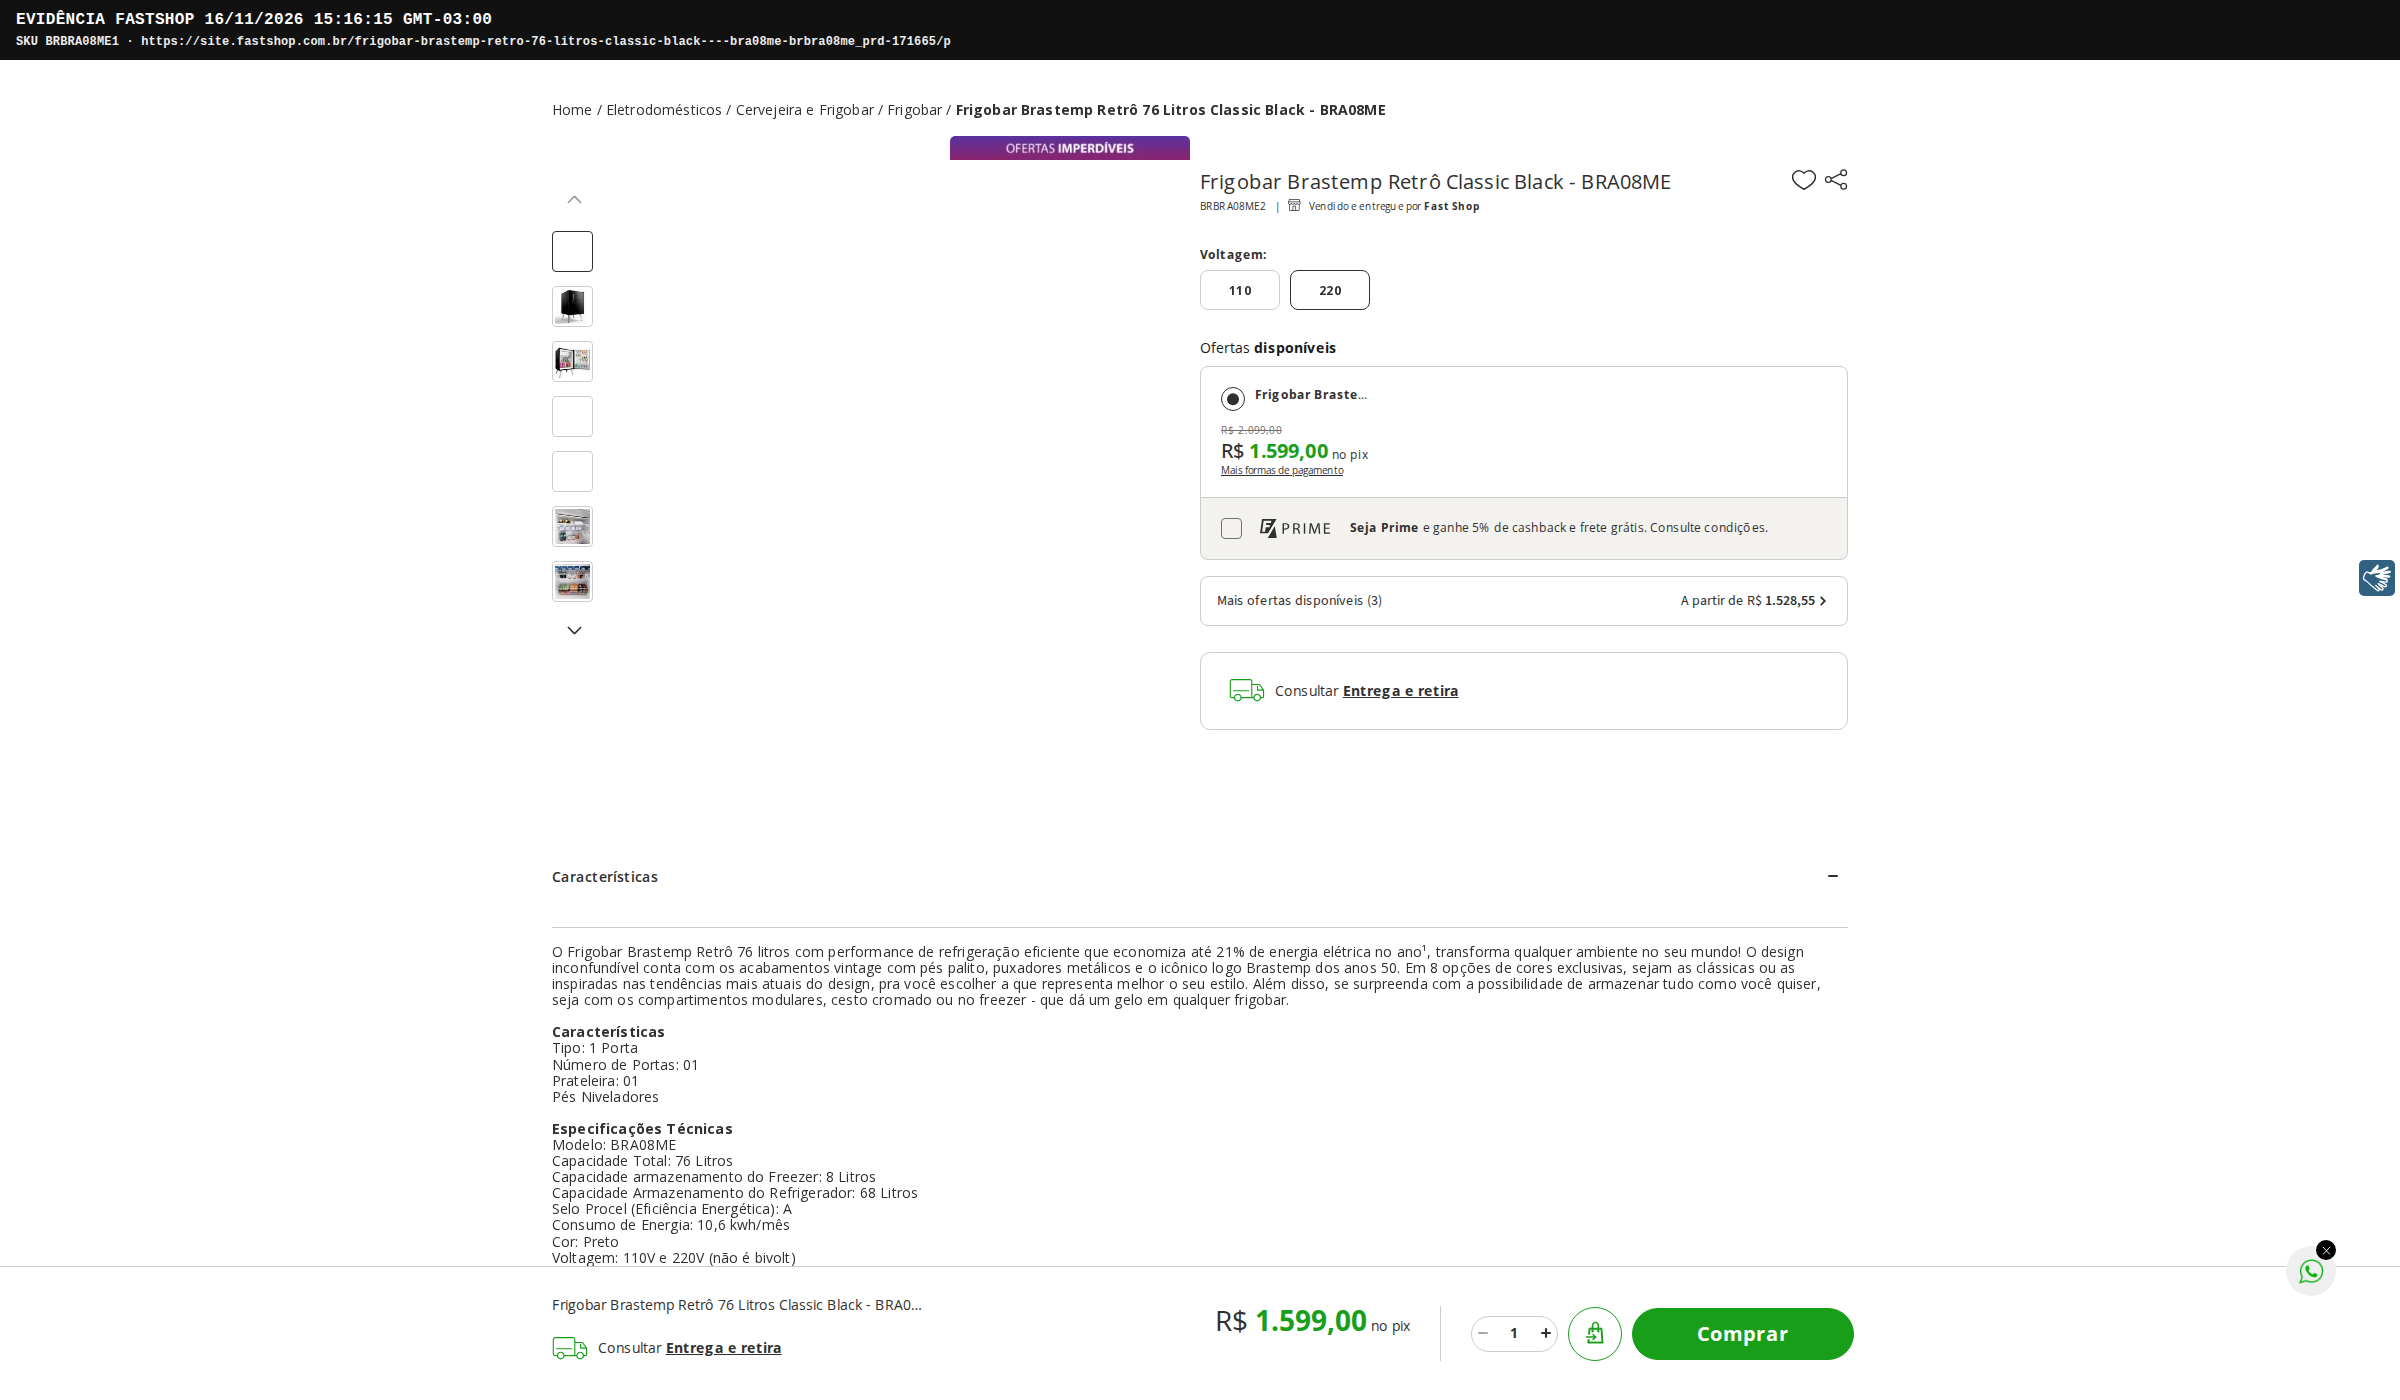 EVIDÊNCIA FASTSHOP 16/11/2026 15:16:15 GMT-03:00
SKU BRBRA08ME1 · https://site.fastshop.com.br/frigobar-brastemp-retro-76-litros-classic-black----bra08me-brbra08me_prd-171665/p
Home / Eletrodomésticos / Cervejeira e Frigobar / Frigobar / Frigobar Brastemp Retrô 76 Litros Classic Black - BRA08ME
OFERTAS IMPERDÍVEIS
Frigobar Brastemp Retrô Classic Black - BRA08ME
BRBRA08ME2 | Vendido e entregue por Fast Shop
Voltagem:
110 220
Ofertas disponíveis
Frigobar Braste...
R$ 2.099,00
R$ 1.599,00 no pix
Mais formas de pagamento
PRIME Seja Prime e ganhe 5% de cashback e frete grátis. Consulte condições.
Mais ofertas disponíveis (3) A partir de R$ 1.528,55
Consultar Entrega e retira
Características
O Frigobar Brastemp Retrô 76 litros com performance de refrigeração eficiente que economiza até 21% de energia elétrica no ano¹, transforma qualquer ambiente no seu mundo! O design
inconfundível conta com os acabamentos vintage com pés palito, puxadores metálicos e o icônico logo Brastemp dos anos 50. Em 8 opções de cores exclusivas, sejam as clássicas ou as
inspiradas nas tendências mais atuais do design, pra você escolher a que representa melhor o seu estilo. Além disso, se surpreenda com a possibilidade de armazenar tudo como você quiser,
seja com os compartimentos modulares, cesto cromado ou no freezer - que dá um gelo em qualquer frigobar.
Características
Tipo: 1 Porta
Número de Portas: 01
Prateleira: 01
Pés Niveladores
Especificações Técnicas
Modelo: BRA08ME
Capacidade Total: 76 Litros
Capacidade armazenamento do Freezer: 8 Litros
Capacidade Armazenamento do Refrigerador: 68 Litros
Selo Procel (Eficiência Energética): A
Consumo de Energia: 10,6 kwh/mês
Cor: Preto
Voltagem: 110V e 220V (não é bivolt)
Frigobar Brastemp Retrô 76 Litros Classic Black - BRA0...
Consultar Entrega e retira
R$ 1.599,00 no pix
1
Comprar